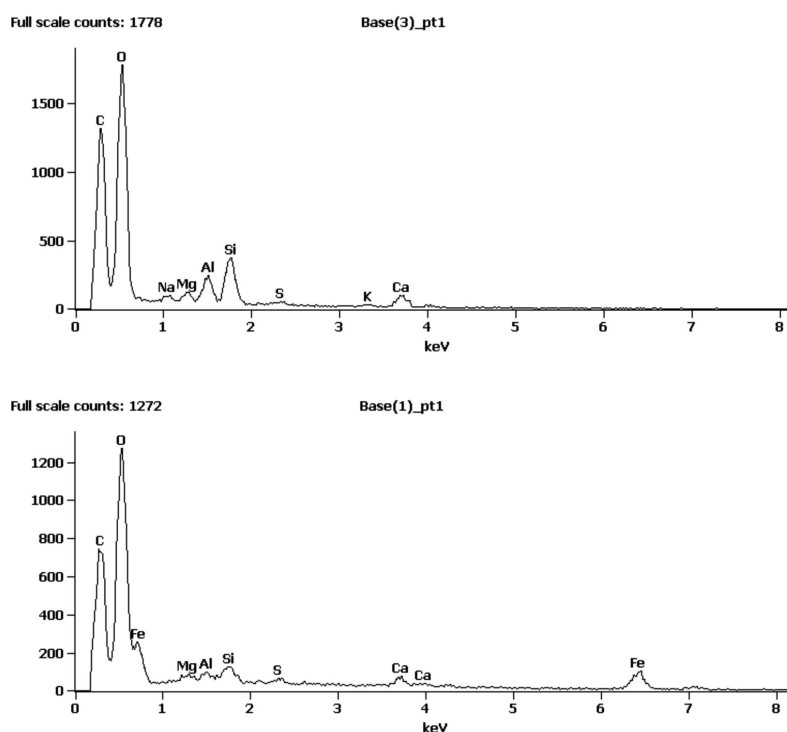 Full scale counts: 1778 Base(3)_pt1
O
1500
C
1000
500
Si
Al
Na Mg S K Ca
0
0 1 2 3 4 5 6 7 8
keV
Full scale counts: 1272 Base(1)_pt1
O
1200
1000
800
C
600
400
Fe
200
Mg Al Si S Ca Ca Fe
0
0 1 2 3 4 5 6 7 8
keV